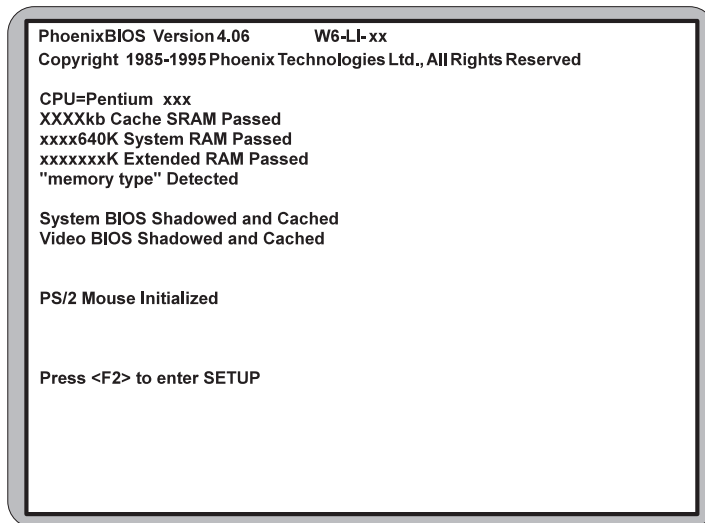 PhoenixBIOS Version 4.06 W6-LI-xx
Copyright 1985-1995 Phoenix Technologies Ltd., All Rights Reserved
CPU=Pentium xxx
XXXXkb Cache SRAM Passed
xxxx640K System RAM Passed
xxxxxxxK Extended RAM Passed
"memory type" Detected
System BIOS Shadowed and Cached
Video BIOS Shadowed and Cached
PS/2 Mouse Initialized
Press <F2> to enter SETUP